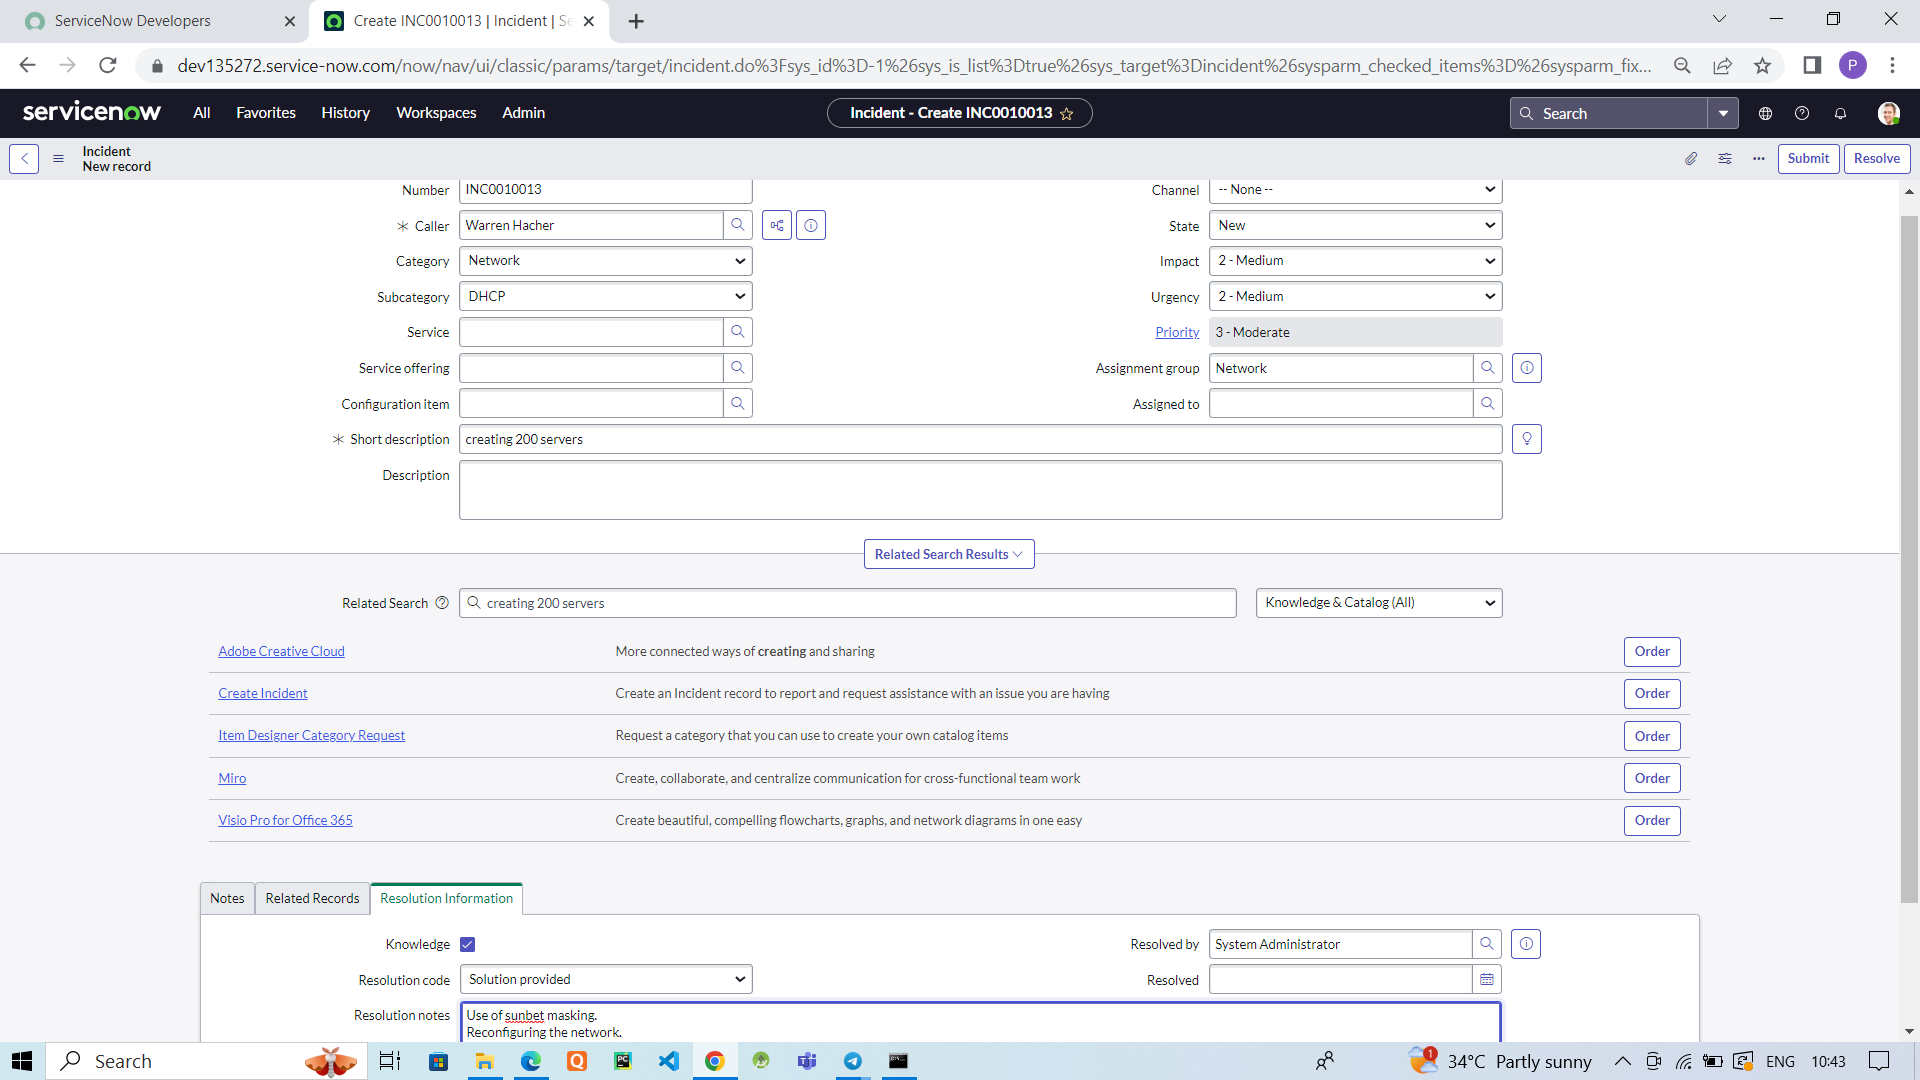 ServiceNow Developers
Create INC0010013 | Incident | Se
dev135272.service-now.com/now/nav/ui/classic/params/target/incident.do%3Fsys_id%3D-1%26sys_is_list%3Dtrue%26sys_target%3Dincident%26sysparm_checked_items%3D%26sysparm_fix...
P
servicenow
All
Favorites
History
Workspaces
Admin
Incident - Create INC0010013
Search
Incident
New record
Submit
Resolve
Number
INC0010013
Channel
-- None --
Caller
Warren Hacher
State
New
Category
Network
Impact
2 - Medium
Subcategory
DHCP
Urgency
2 - Medium
Service
Priority
3 - Moderate
Service offering
Assignment group
Network
Configuration item
Assigned to
Short description
creating 200 servers
Description
Related Search Results
Related Search
creating 200 servers
Knowledge & Catalog (All)
Adobe Creative Cloud
More connected ways of creating and sharing
Order
Create Incident
Create an Incident record to report and request assistance with an issue you are having
Order
Item Designer Category Request
Request a category that you can use to create your own catalog items
Order
Miro
Create, collaborate, and centralize communication for cross-functional team work
Order
Visio Pro for Office 365
Create beautiful, compelling flowcharts, graphs, and network diagrams in one easy
Order
Notes
Related Records
Resolution Information
Knowledge
Resolved by
System Administrator
Resolution code
Solution provided
Resolved
Resolution notes
Use of sunbet masking.
Reconfiguring the network.
Search
1
34°C Partly sunny
ENG
10:43